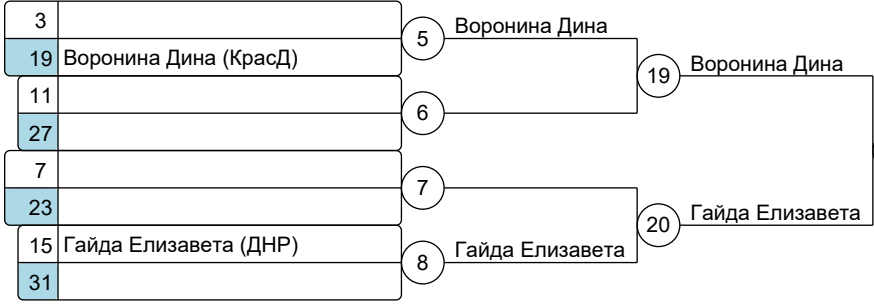 3
19 Воронина Дина (КрасД)
11
27
7
23
15 Гайда Елизавета (ДНР)
31
5 Воронина Дина
6
7
8 Гайда Елизавета
19 Воронина Дина
20 Гайда Елизавета